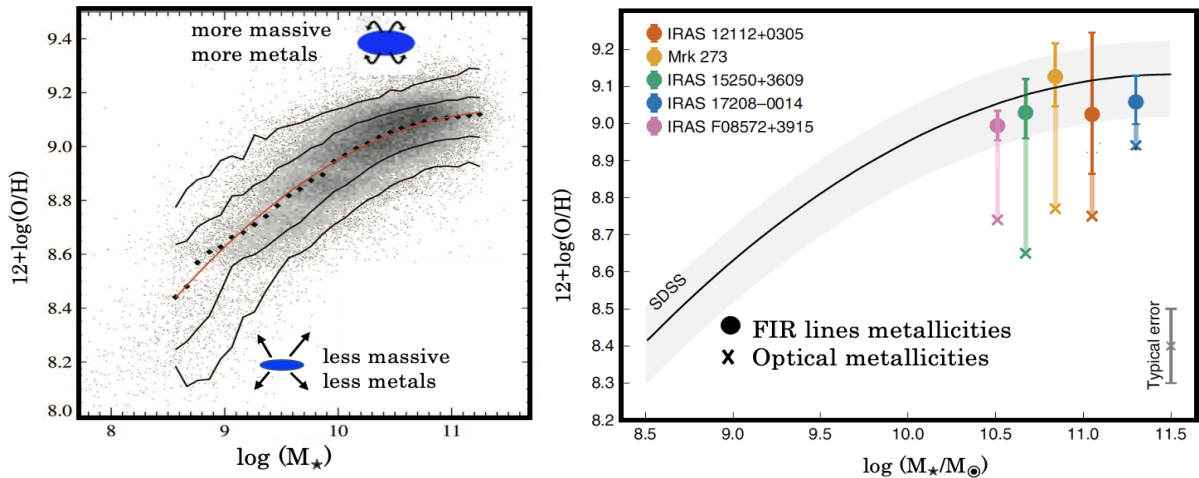 more massive
more metals
less massive
less metals
12+log(O/H)
9.4
9.2
9.0
8.8
8.6
8.4
8.2
8.0
8
9
10
11
log (M★)
IRAS 12112+0305
Mrk 273
IRAS 15250+3609
IRAS 17208–0014
IRAS F08572+3915
SDSS
FIR lines metallicities
Optical metallicities
Typical error
12+log(O/H)
9.2
9.1
9.0
8.9
8.8
8.7
8.6
8.5
8.4
8.3
8.2
8.5
9.0
9.5
10.0
10.5
11.0
11.5
log (M★/M☉)